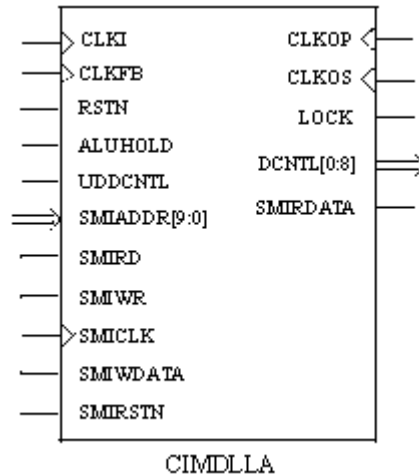 CLKI
CLKFB
RSTN
ALUHOLD
UDDCNTL
SMIADDR[9:0]
SMIRD
SMIWR
SMICLK
SMIWDATA
SMIRSTN
CLKOP
CLKOS
LOCK
DCNTL[0:8]
SMIRDATA
CIMDLLA